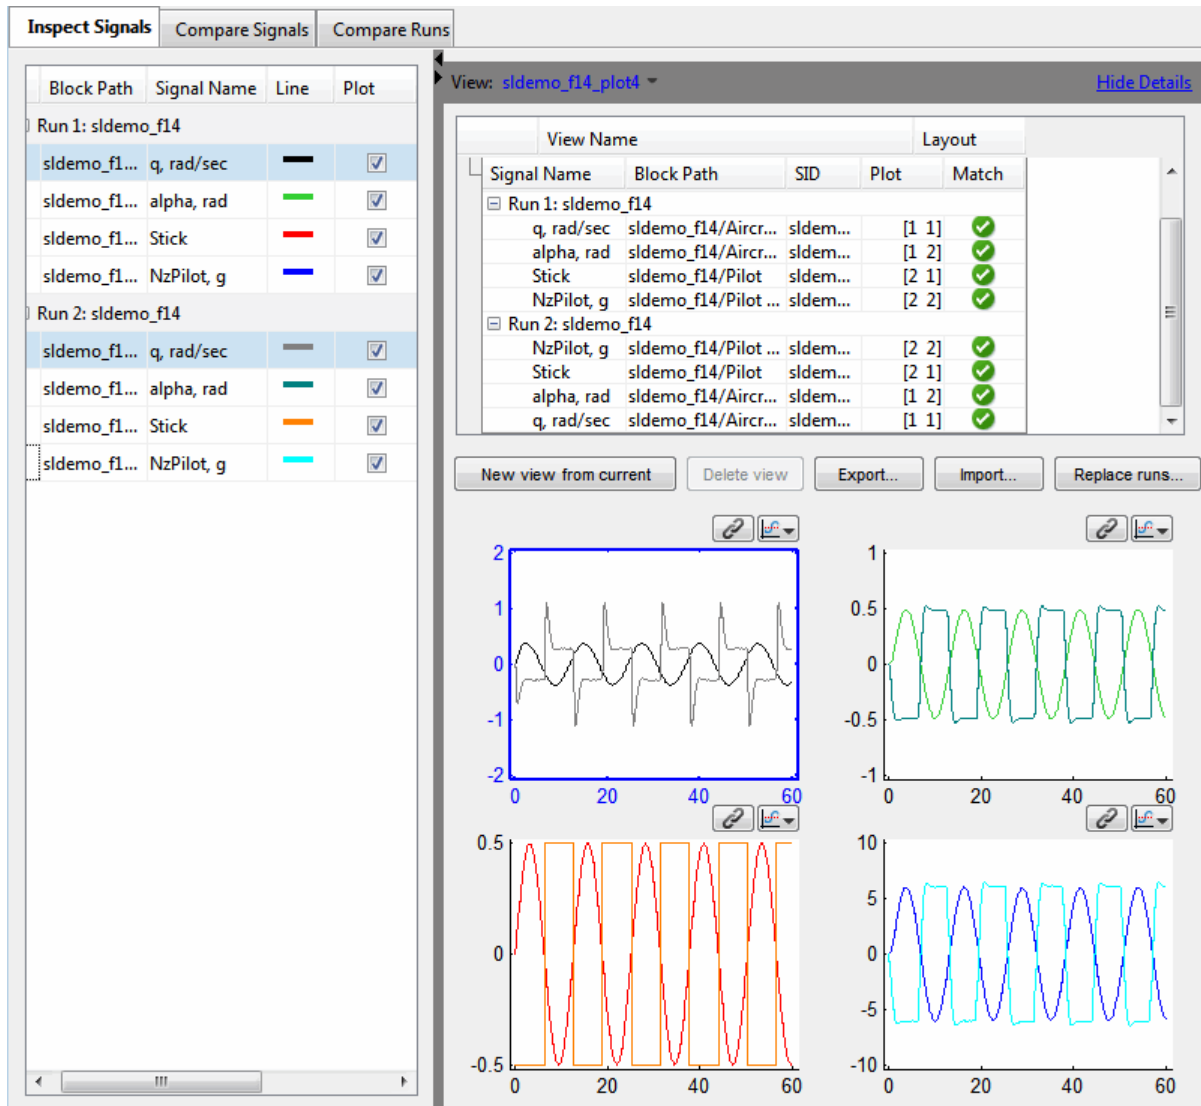 Inspect Signals Compare Signals Compare Runs
Block Path Signal Name Line Plot
Run 1: sldemo_f14
sldemo_f1... q, rad/sec
sldemo_f1... alpha, rad
sldemo_f1... Stick
sldemo_f1... NzPilot, g
Run 2: sldemo_f14
sldemo_f1... q, rad/sec
sldemo_f1... alpha, rad
sldemo_f1... Stick
sldemo_f1... NzPilot, g
View: sldemo_f14_plot4 Hide Details
View Name Layout
Signal Name Block Path SID Plot Match
Run 1: sldemo_f14
q, rad/sec sldemo_f14/Aircr... sldem... [1 1]
alpha, rad sldemo_f14/Aircr... sldem... [1 2]
Stick sldemo_f14/Pilot sldem... [2 1]
NzPilot, g sldemo_f14/Pilot ... sldem... [2 2]
Run 2: sldemo_f14
NzPilot, g sldemo_f14/Pilot ... sldem... [2 2]
Stick sldemo_f14/Pilot sldem... [2 1]
alpha, rad sldemo_f14/Aircr... sldem... [1 2]
q, rad/sec sldemo_f14/Aircr... sldem... [1 1]
New view from current Delete view Export... Import... Replace runs...
2
1
0
-1
-2
0 20 40 60
1
0.5
0
-0.5
-1
0 20 40 60
0.5
0
-0.5
0 20 40 60
10
5
0
-5
-10
0 20 40 60